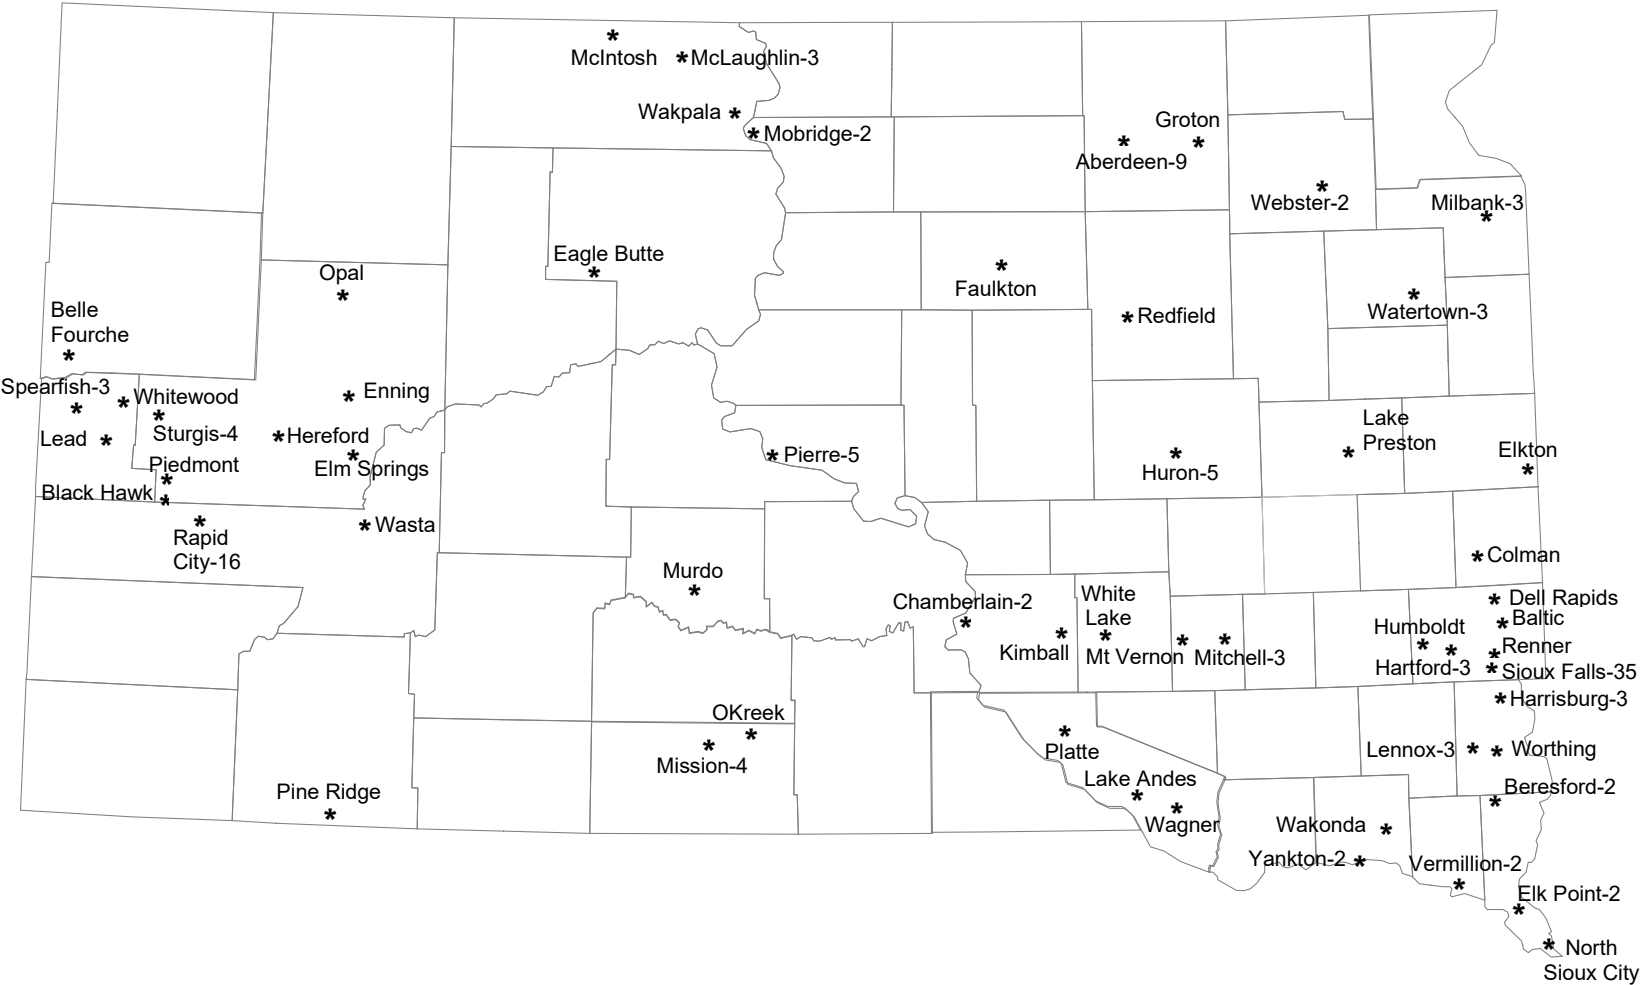 McIntosh
McLaughlin-3
Wakpala
Mobridge-2
Groton
Aberdeen-9
Webster-2
Milbank-3
Eagle Butte
Opal
Faulkton
Belle
Fourche
Watertown-3
Redfield
Spearfish-3
Whitewood
Enning
Sturgis-4
Lead
Hereford
Elm Springs
Piedmont
Black Hawk
Pierre-5
Huron-5
Lake
Preston
Elkton
Wasta
Rapid
City-16
Murdo
Colman
Chamberlain-2
White
Lake
Kimball
Mt Vernon
Mitchell-3
Dell Rapids
Baltic
Humboldt
Renner
Hartford-3
Sioux Falls-35
Harrisburg-3
OKreek
Mission-4
Platte
Lennox-3
Worthing
Pine Ridge
Lake Andes
Beresford-2
Wagner
Wakonda
Yankton-2
Vermillion-2
Elk Point-2
North
Sioux City